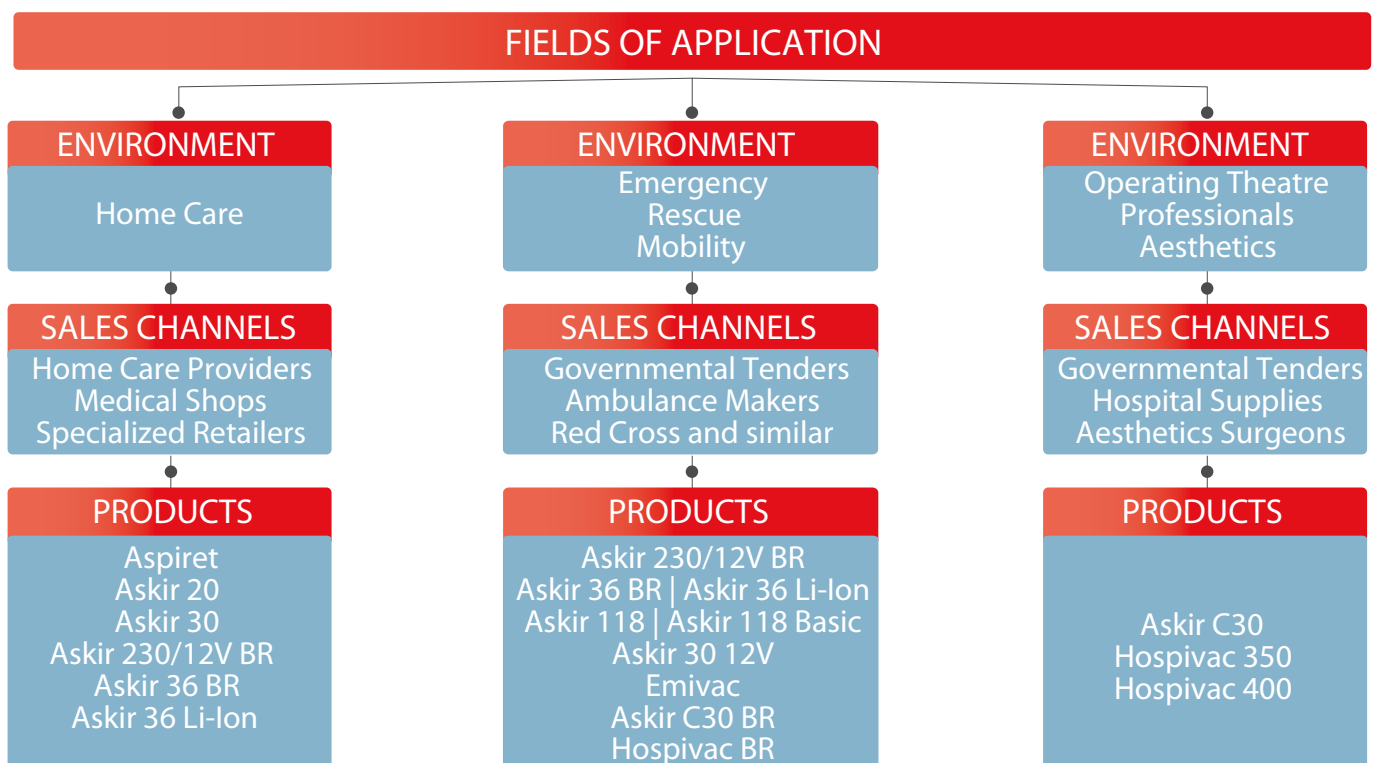 FIELDS OF APPLICATION
ENVIRONMENT
Home Care
SALES CHANNELS
Home Care Providers
Medical Shops
Specialized Retailers
PRODUCTS
Aspiret
Askir 20
Askir 30
Askir 230/12V BR
Askir 36 BR
Askir 36 Li-Ion
ENVIRONMENT
Emergency
Rescue
Mobility
SALES CHANNELS
Governmental Tenders
Ambulance Makers
Red Cross and similar
PRODUCTS
Askir 230/12V BR
Askir 36 BR | Askir 36 Li-Ion
Askir 118 | Askir 118 Basic
Askir 30 12V
Emivac
Askir C30 BR
Hospivac BR
ENVIRONMENT
Operating Theatre
Professionals
Aesthetics
SALES CHANNELS
Governmental Tenders
Hospital Supplies
Aesthetics Surgeons
PRODUCTS
Askir C30
Hospivac 350
Hospivac 400